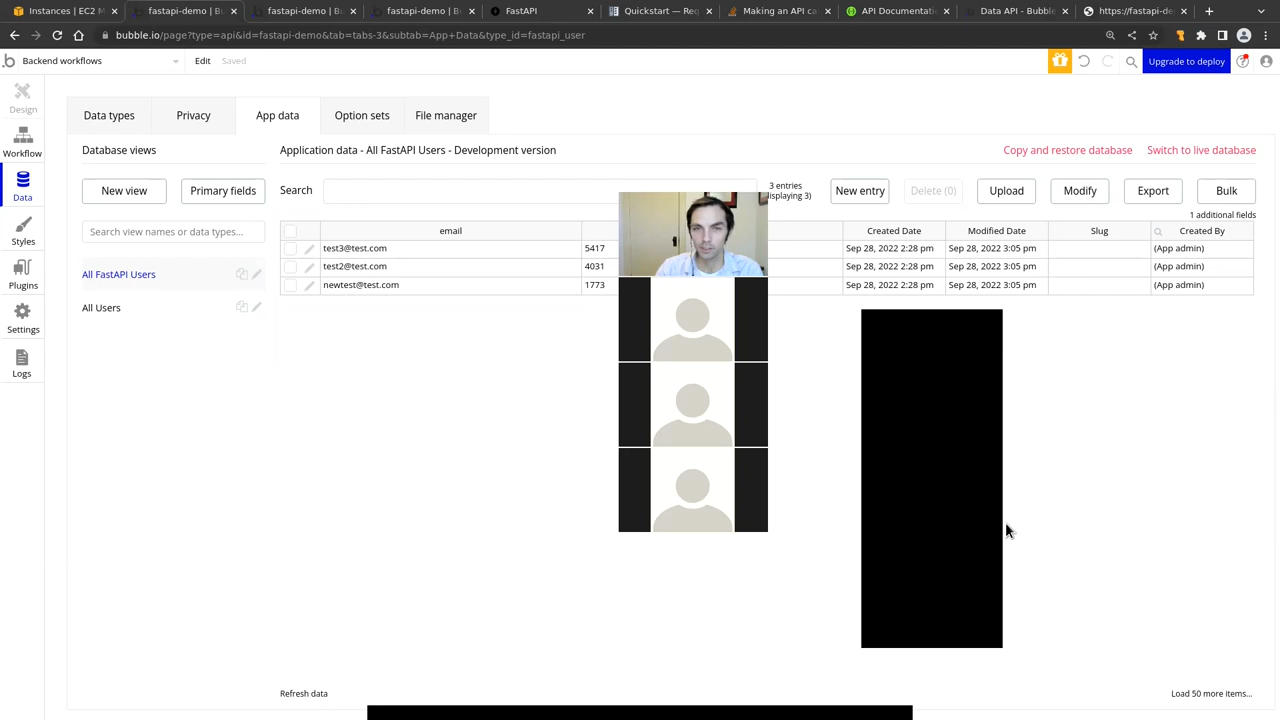 Instances | EC2 M
fastapi-demo | Bu
fastapi-demo | Bu
fastapi-demo | Bu
FastAPI
Quickstart — Req
Making an API ca
API Documentatio
Data API - Bubble
https://fastapi-de
bubble.io/page?type=api&id=fastapi-demo&tab=tabs-3&subtab=App+Data&type_id=fastapi_user
Backend workflows
Edit
Saved
Upgrade to deploy
Design
Workflow
Data
Styles
Plugins
Settings
Logs
Data types
Privacy
App data
Option sets
File manager
Database views
Application data - All FastAPI Users - Development version
Copy and restore database
Switch to live database
New view
Primary fields
Search
3 entries
isplaying 3)
New entry
Delete (0)
Upload
Modify
Export
Bulk
1 additional fields
Search view names or data types...
All FastAPI Users
All Users
email
Created Date
Modified Date
Slug
Created By
test3@test.com
5417
Sep 28, 2022 2:28 pm
Sep 28, 2022 3:05 pm
(App admin)
test2@test.com
4031
Sep 28, 2022 2:28 pm
Sep 28, 2022 3:05 pm
(App admin)
newtest@test.com
1773
Sep 28, 2022 2:28 pm
Sep 28, 2022 3:05 pm
(App admin)
Refresh data
Load 50 more items...